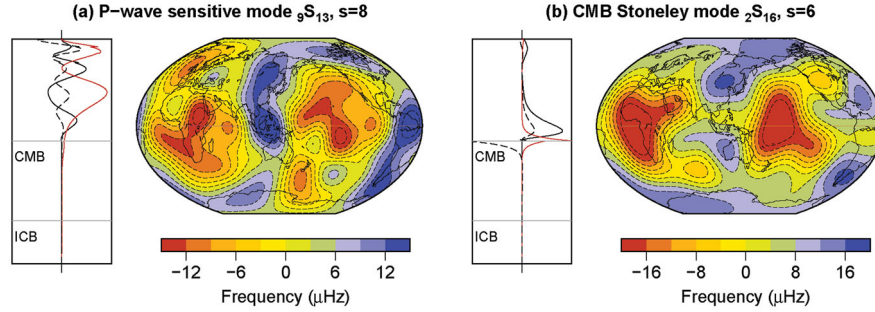 (a) P−wave sensitive mode ₉S₁₃, s=8
CMB
ICB
−12 −6 0 6 12
Frequency (μHz)
(b) CMB Stoneley mode ₂S₁₆, s=6
CMB
ICB
−16 −8 0 8 16
Frequency (μHz)